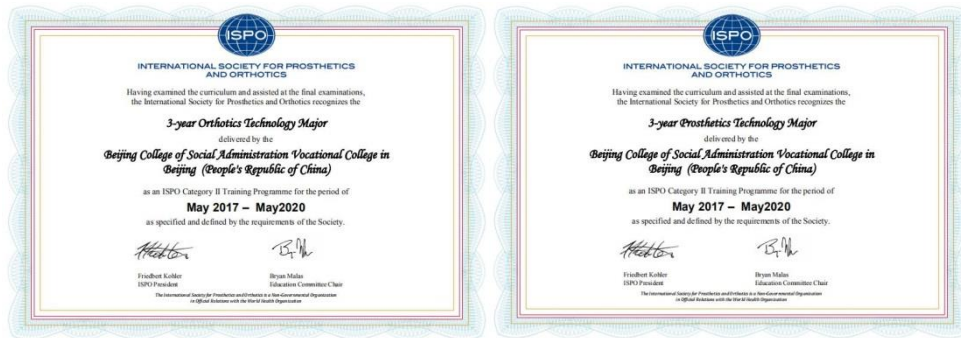 ISPO
INTERNATIONAL SOCIETY FOR PROSTHETICS
AND ORTHOTICS
Having examined the curriculum and assisted at the final examinations,
the International Society for Prosthetics and Orthotics recognizes the
3-year Orthotics Technology Major
delivered by the
Beijing College of Social Administration Vocational College in
Beijing (People's Republic of China)
as an ISPO Category II Training Programme for the period of
May 2017 – May2020
as specified and defined by the requirements of the Society.
Friedbert Kohler
ISPO President
Bryan Malas
Education Committee Chair
The International Society for Prosthetics and Orthotics is a Non-Governmental Organisation
in Official Relations with the World Health Organisation
ISPO
INTERNATIONAL SOCIETY FOR PROSTHETICS
AND ORTHOTICS
Having examined the curriculum and assisted at the final examinations,
the International Society for Prosthetics and Orthotics recognizes the
3-year Prosthetics Technology Major
delivered by the
Beijing College of Social Administration Vocational College in
Beijing (People's Republic of China)
as an ISPO Category II Training Programme for the period of
May 2017 – May2020
as specified and defined by the requirements of the Society.
Friedbert Kohler
ISPO President
Bryan Malas
Education Committee Chair
The International Society for Prosthetics and Orthotics is a Non-Governmental Organisation
in Official Relations with the World Health Organisation